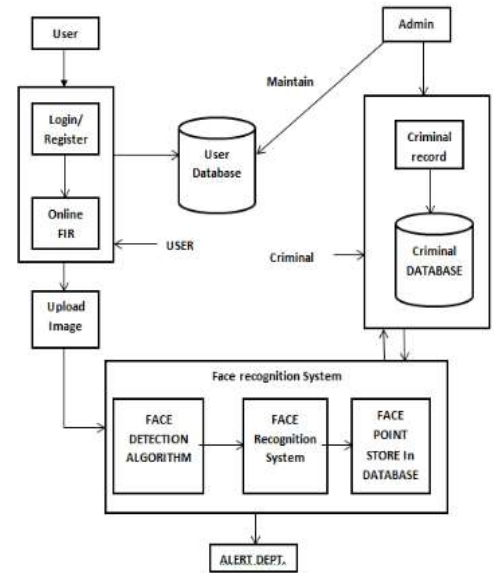 User
Admin
Maintain
Login/
Register
User
Database
Criminal
record
Online
FIR
USER
Criminal
Criminal
DATABASE
Upload
Image
Face recognition System
FACE
DETECTION
ALGORITHM
FACE
Recognition
System
FACE
POINT
STORE In
DATABASE
ALERT DEPT.